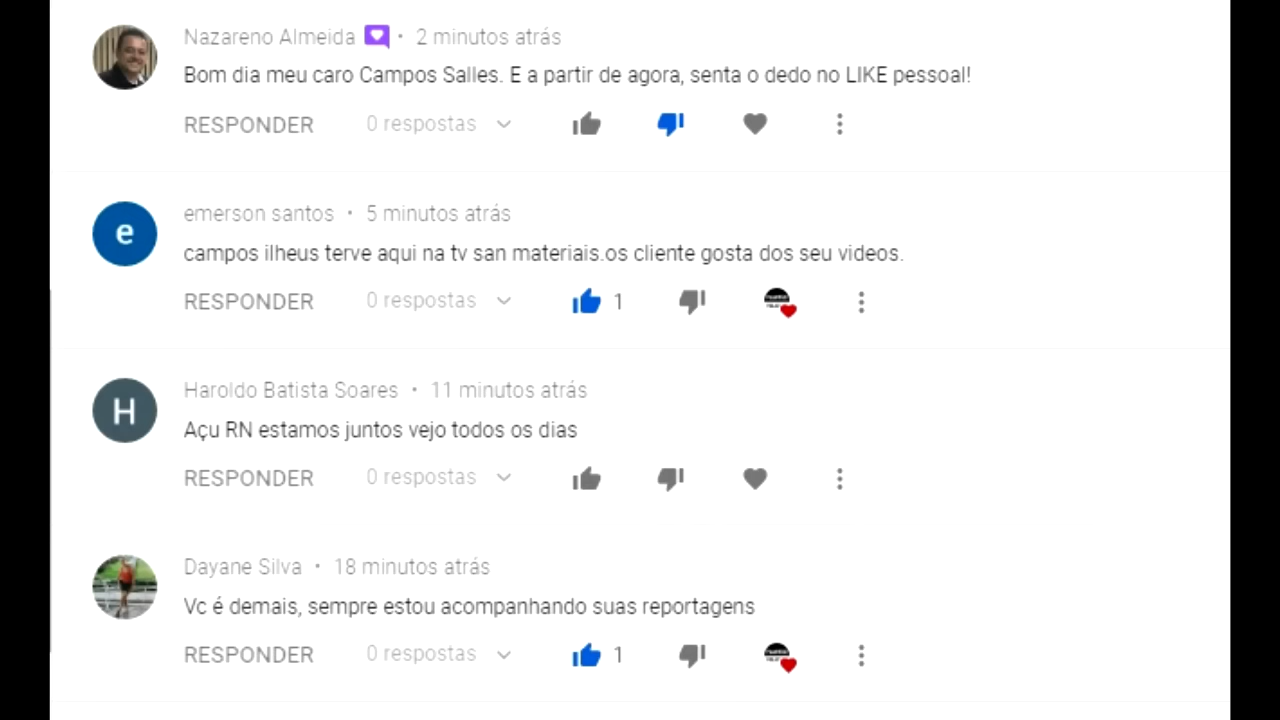 Nazareno Almeida • 2 minutos atrás
Bom dia meu caro Campos Salles. E a partir de agora, senta o dedo no LIKE pessoal!
RESPONDER 0 respostas
e
emerson santos • 5 minutos atrás
campos ilheus terve aqui na tv san materiais.os cliente gosta dos seu videos.
RESPONDER 0 respostas 1
H
Haroldo Batista Soares • 11 minutos atrás
Açu RN estamos juntos vejo todos os dias
RESPONDER 0 respostas
Dayane Silva • 18 minutos atrás
Vc é demais, sempre estou acompanhando suas reportagens
RESPONDER 0 respostas 1